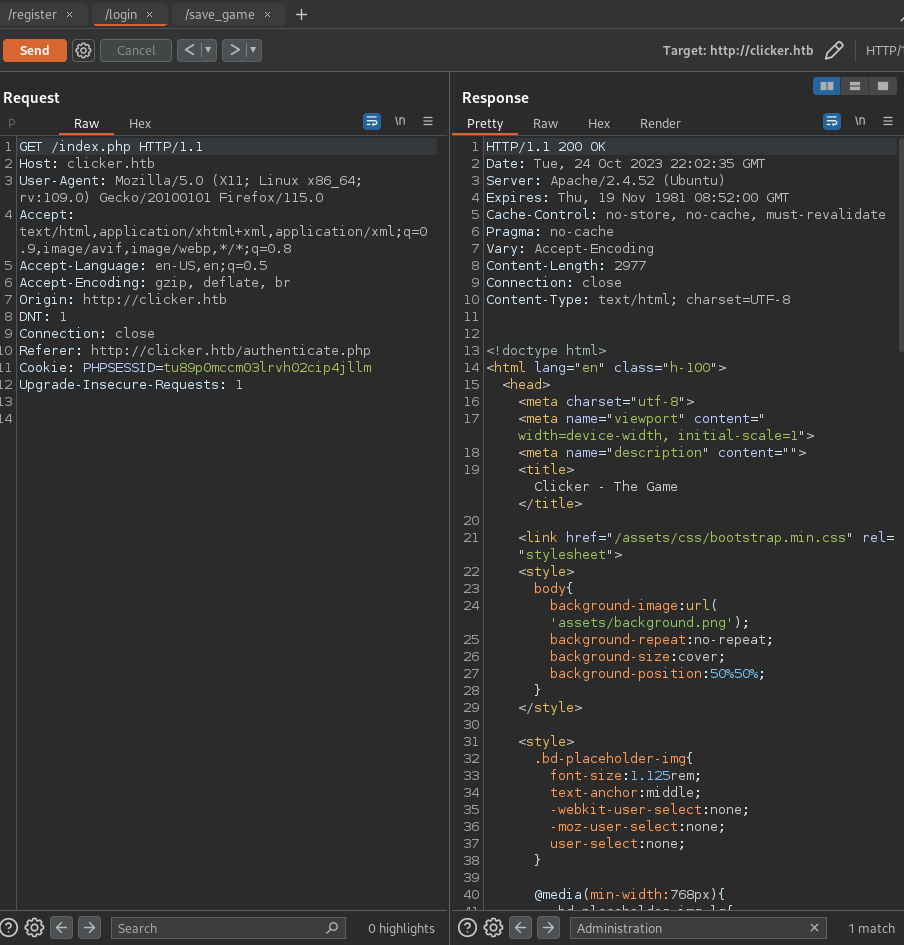 /register ×
/login ×
/save_game ×
+
Send
Cancel
< ▼
> ▼
Target: http://clicker.htb
HTTP/1
Request
P
Raw
Hex
\n
1 GET /index.php HTTP/1.1
2 Host: clicker.htb
3 User-Agent: Mozilla/5.0 (X11; Linux x86_64;
rv:109.0) Gecko/20100101 Firefox/115.0
4 Accept:
text/html,application/xhtml+xml,application/xml;q=0
.9,image/avif,image/webp,*/*;q=0.8
5 Accept-Language: en-US,en;q=0.5
6 Accept-Encoding: gzip, deflate, br
7 Origin: http://clicker.htb
8 DNT: 1
9 Connection: close
10 Referer: http://clicker.htb/authenticate.php
11 Cookie: PHPSESSID=tu89p0mccm03lrvh02cip4jllm
12 Upgrade-Insecure-Requests: 1
13
14
Search
0 highlights
Response
Pretty
Raw
Hex
Render
\n
1 HTTP/1.1 200 OK
2 Date: Tue, 24 Oct 2023 22:02:35 GMT
3 Server: Apache/2.4.52 (Ubuntu)
4 Expires: Thu, 19 Nov 1981 08:52:00 GMT
5 Cache-Control: no-store, no-cache, must-revalidate
6 Pragma: no-cache
7 Vary: Accept-Encoding
8 Content-Length: 2977
9 Connection: close
10 Content-Type: text/html; charset=UTF-8
11
12
13 <!doctype html>
14 <html lang="en" class="h-100">
15 <head>
16 <meta charset="utf-8">
17 <meta name="viewport" content="
width=device-width, initial-scale=1">
18 <meta name="description" content="">
19 <title>
Clicker - The Game
</title>
20
21 <link href="/assets/css/bootstrap.min.css" rel=
"stylesheet">
22 <style>
23 body{
24 background-image:url(
'assets/background.png');
25 background-repeat:no-repeat;
26 background-size:cover;
27 background-position:50%50%;
28 }
29 </style>
30
31 <style>
32 .bd-placeholder-img{
33 font-size:1.125rem;
34 text-anchor:middle;
35 -webkit-user-select:none;
36 -moz-user-select:none;
37 user-select:none;
38 }
39
40 @media(min-width:768px){
41 .bd-placeholder-img-lg{
Administration ×
1 match